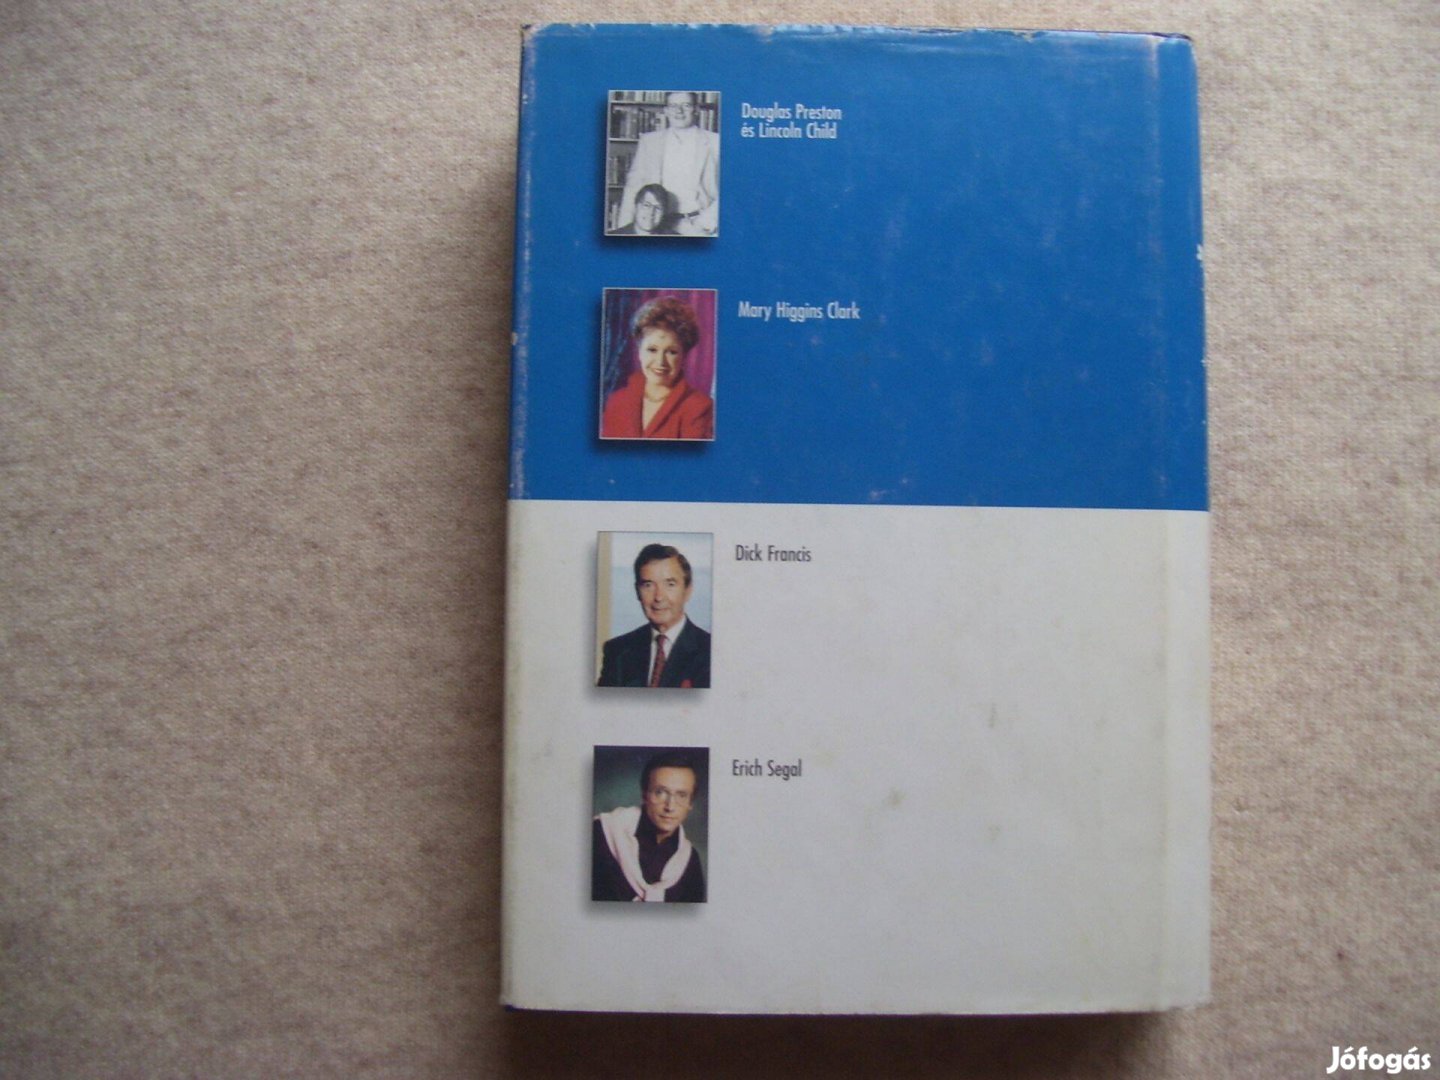 Douglas Preston
és Lincoln Child
Mary Higgins Clark
Dick Francis
Erich Segal
Jófogás